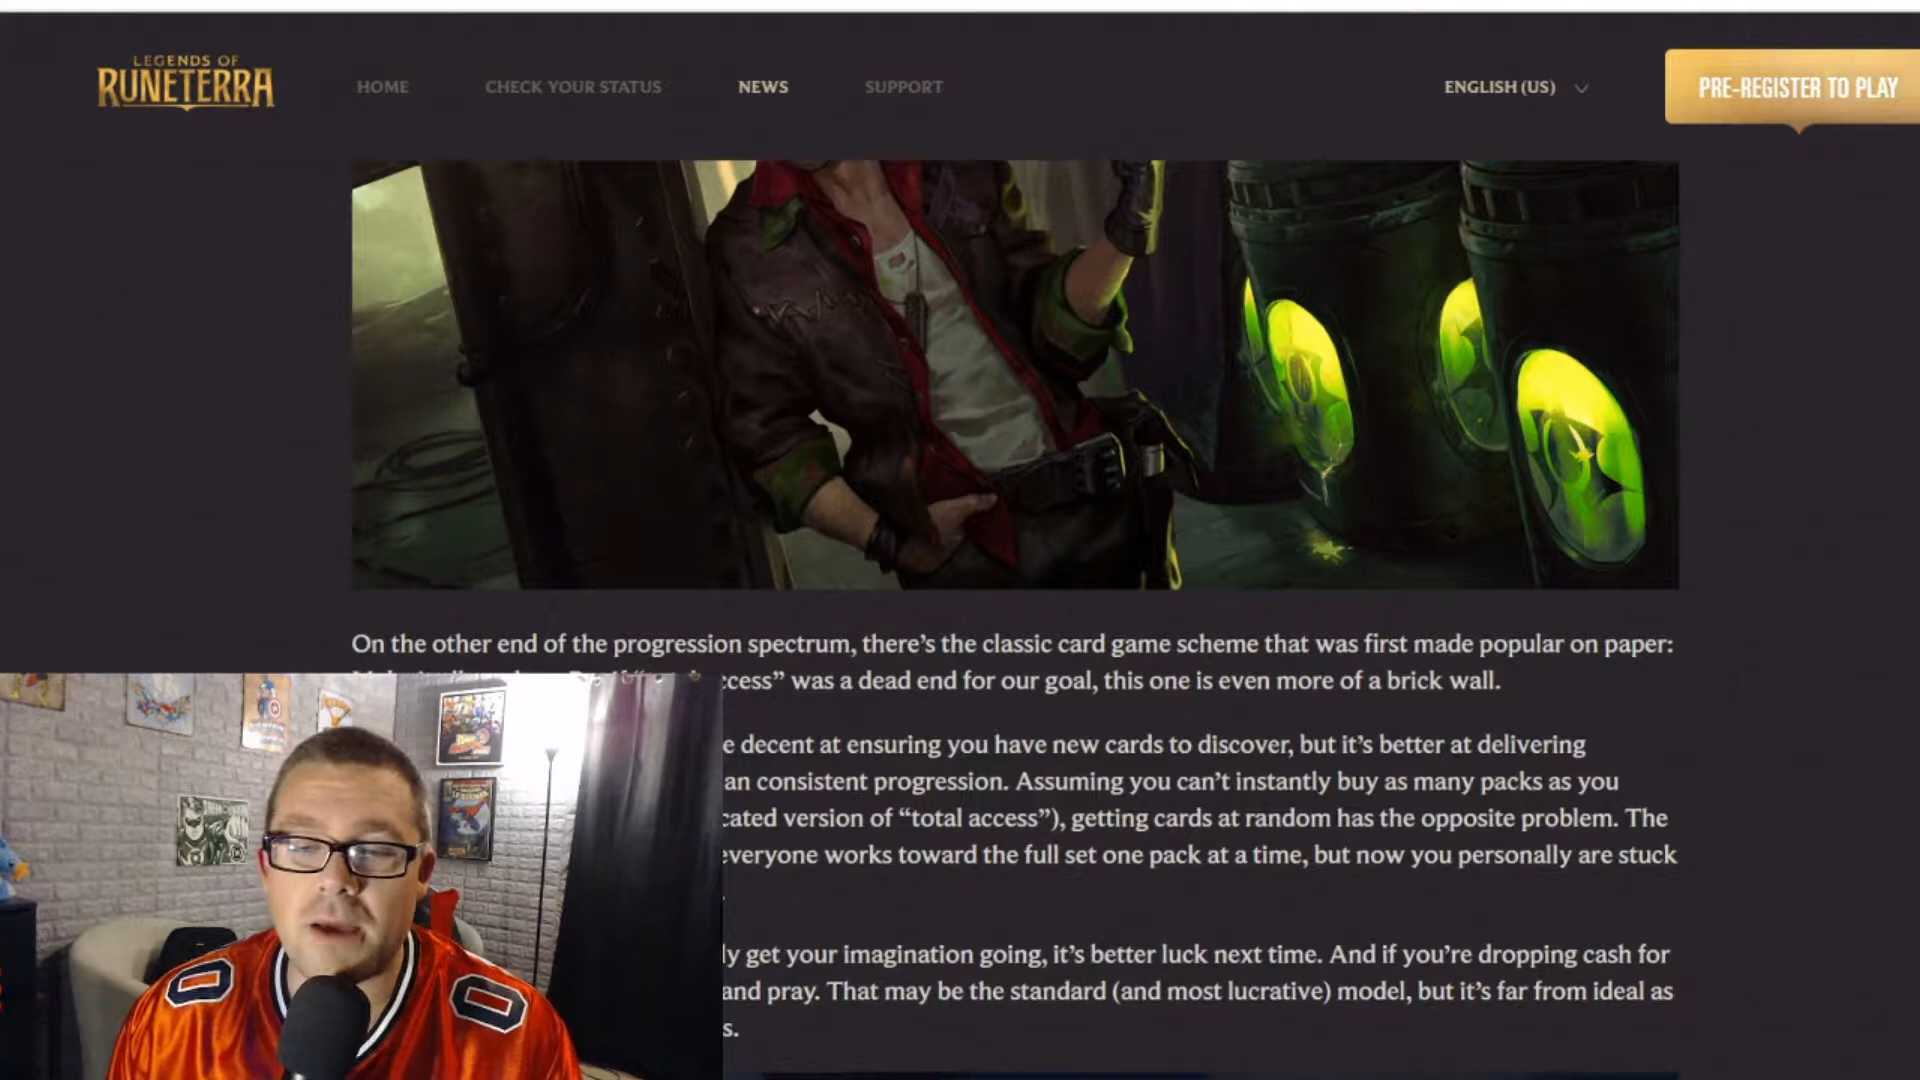 LEGENDS OF
RUNETERRA
HOME
CHECK YOUR STATUS
NEWS
SUPPORT
ENGLISH (US)
PRE-REGISTER TO PLAY
On the other end of the progression spectrum, there’s the classic card game scheme that was first made popular on paper:
ccess” was a dead end for our goal, this one is even more of a brick wall.
e decent at ensuring you have new cards to discover, but it’s better at delivering
an consistent progression. Assuming you can’t instantly buy as many packs as you
cated version of “total access”), getting cards at random has the opposite problem. The
everyone works toward the full set one pack at a time, but now you personally are stuck
ly get your imagination going, it’s better luck next time. And if you’re dropping cash for
and pray. That may be the standard (and most lucrative) model, but it’s far from ideal as
s.
0 0